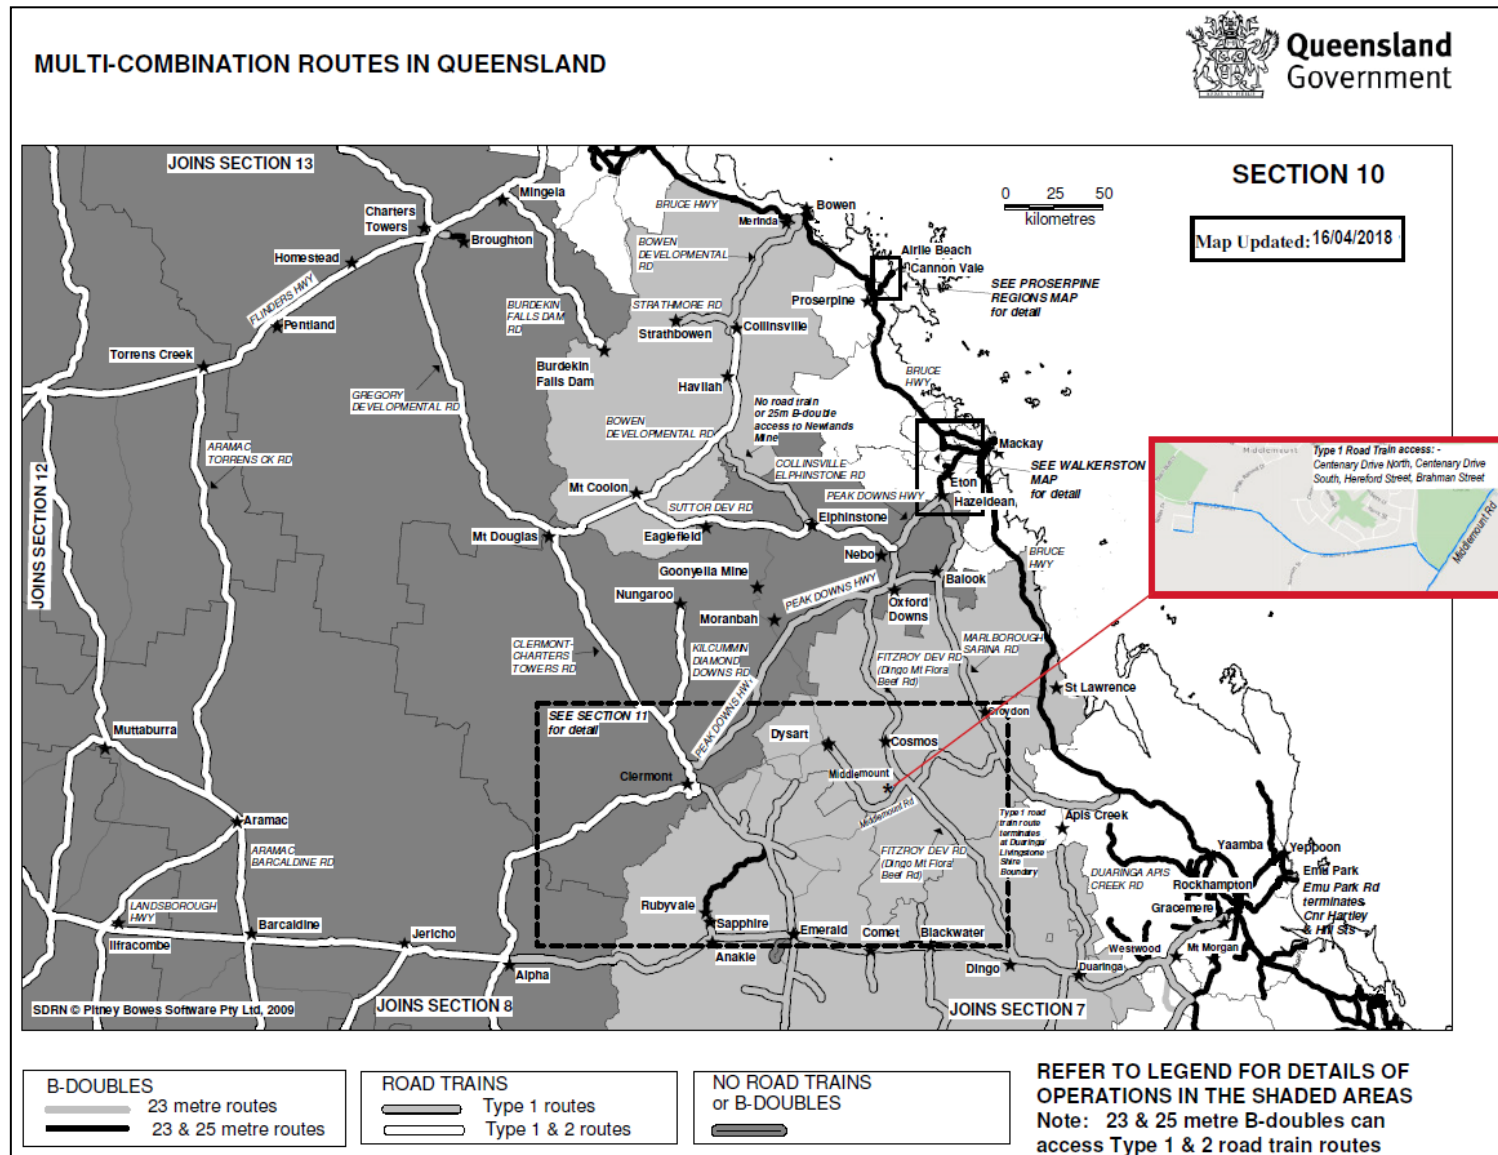 MULTI-COMBINATION ROUTES IN QUEENSLAND
Queensland
Government
JOINS SECTION 13
SECTION 10
0 25 50
kilometres
Map Updated: 16/04/2018
Mingela
BRUCE HWY
Bowen
Merinda
Charters
Towers
Broughton
BOWEN
DEVELOPMENTAL
RD
Airlie Beach
Cannon Vale
Homestead
SEE PROSERPINE
REGIONS MAP
for detail
FLINDERS HWY
BURDEKIN
FALLS DAM
RD
STRATHMORE RD
Proserpine
Pentland
Strathbowen
Collinsville
Torrens Creek
Burdekin
Falls Dam
Havilah
BRUCE
HWY
GREGORY
DEVELOPMENTAL RD
No road train
or 25m B-double
access to Newlands
Mine
BOWEN
DEVELOPMENTAL RD
ARAMAC
TORRENS CK RD
Mackay
Middlemount
Type 1 Road Train access: -
Centenary Drive North, Centenary Drive
South, Hereford Street, Brahman Street
Middlemount Rd
JOINS SECTION 12
COLLINSVILLE
ELPHINSTONE RD
SEE WALKERSTON
MAP
for detail
Eton
Mt Coolon
PEAK DOWNS HWY
Hazeldean
SUTTOR DEV RD
Elphinstone
Mt Douglas
Eaglefield
Nebo
BRUCE
HWY
Goonyella Mine
Balook
Nungaroo
PEAK DOWNS HWY
Oxford
Downs
Moranbah
CLERMONT-
CHARTERS
TOWERS RD
KILCUMMIN
DIAMOND
DOWNS RD
FITZROY DEV RD
(Dingo Mt Flora
Beef Rd)
MARLBOROUGH
SARINA RD
PEAK DOWNS HWY
St Lawrence
SEE SECTION 11
for detail
Croydon
Muttaburra
Dysart
Cosmos
Clermont
Middlemount
Middlemount Rd
Aramac
Type 1 road
train route
terminates
at Duaringa/
Livingstone
Shire
Boundary
Apis Creek
ARAMAC
BARCALDINE RD
FITZROY DEV RD
(Dingo Mt Flora
Beef Rd)
Yaamba
Yeppoon
DUARINGA APIS
CREEK RD
Emu Park
Rockhampton
Emu Park Rd
terminates
Cnr Hartley
& Hill Sts
LANDSBOROUGH
HWY
Rubyvale
Gracemere
Barcaldine
Sapphire
Emerald
Comet
Blackwater
Ilfracombe
Jericho
Anakie
Westwood
Mt Morgan
Alpha
Dingo
Duaringa
SDRN © Pitney Bowes Software Pty Ltd, 2009
JOINS SECTION 8
JOINS SECTION 7
B-DOUBLES
23 metre routes
23 & 25 metre routes
ROAD TRAINS
Type 1 routes
Type 1 & 2 routes
NO ROAD TRAINS
or B-DOUBLES
REFER TO LEGEND FOR DETAILS OF
OPERATIONS IN THE SHADED AREAS
Note: 23 & 25 metre B-doubles can
access Type 1 & 2 road train routes